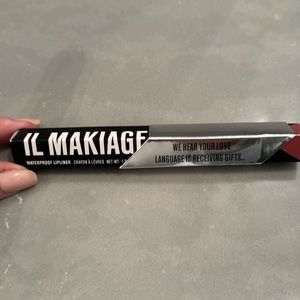 IL MAKIAGE
WATERPROOF LIPLINER CRAYON À LÈVRES NET WT.
WE HEAR YOUR LOVE
LANGUAGE IS RECEIVING GIFTS...